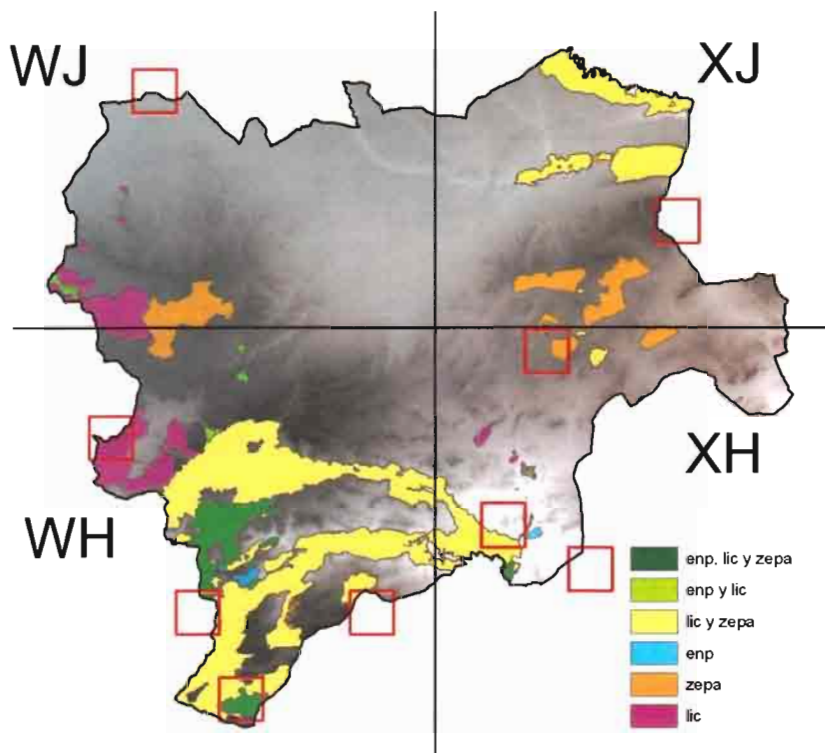 WJ
XJ
XH
WH
enp, lic y zepa
enp y lic
lic y zepa
enp
zepa
lic